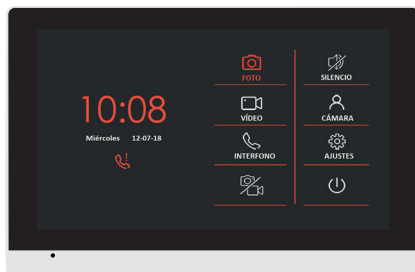 10:08
Miércoles 12-07-18
FOTO
SILENCIO
VÍDEO
CÁMARA
INTERFONO
AJUSTES